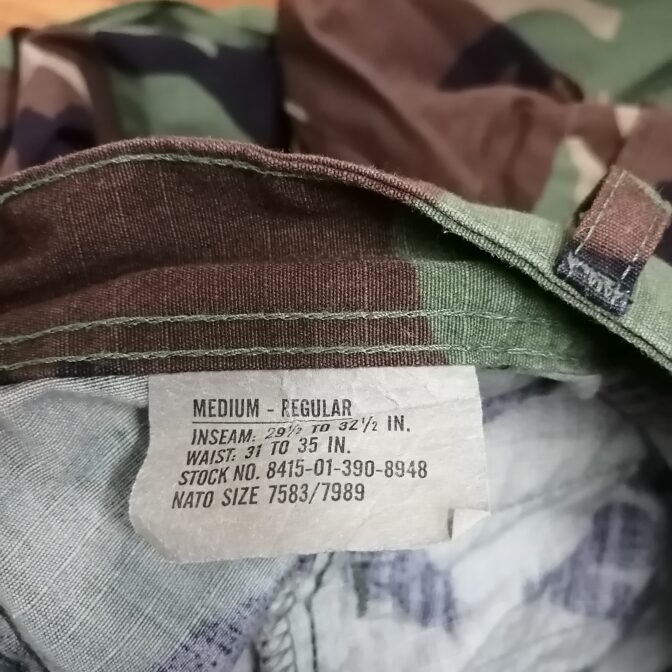 MEDIUM - REGULAR
INSEAM: 29½ TO 32½ IN.
WAIST: 31 TO 35 IN.
STOCK NO. 8415-01-390-8948
NATO SIZE 7583/7989